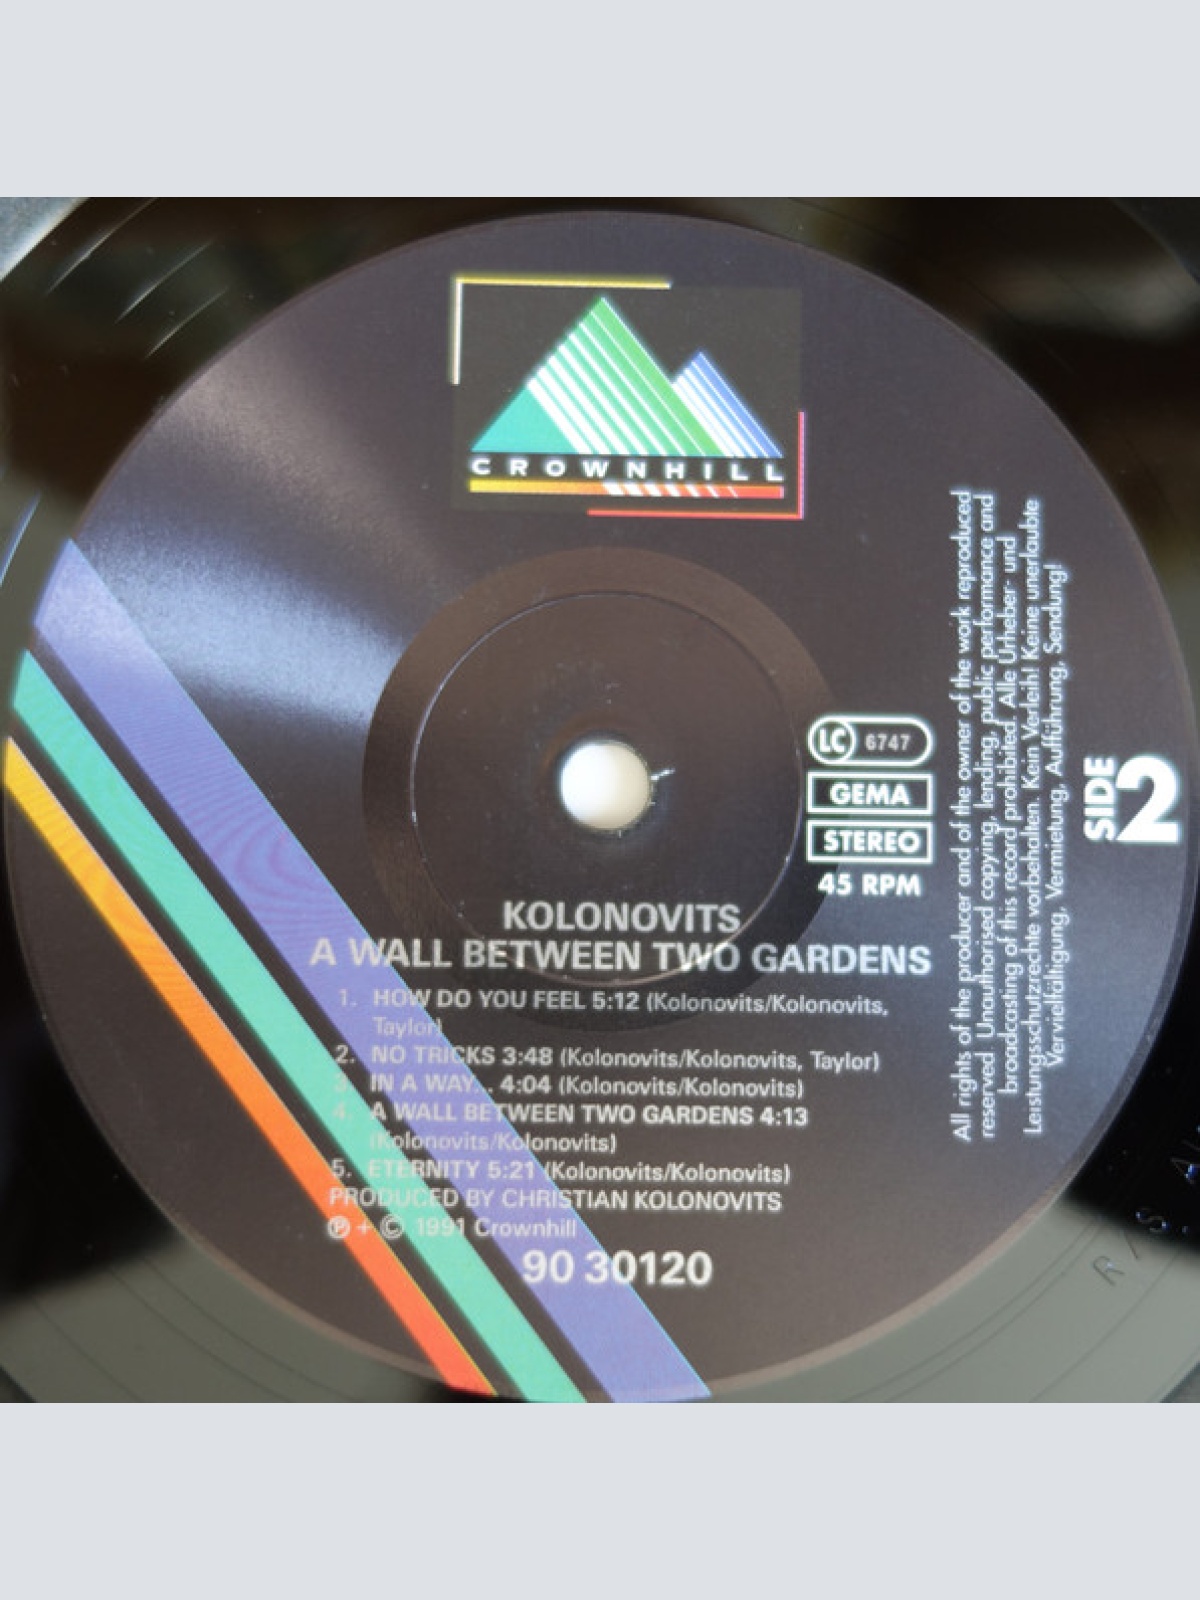 CROWNHILL
LC 6747
GEMA
STEREO
45 RPM
SIDE 2
All rights of the producer and of the owner of the work reproduced
reserved. Unauthorised copying, lending, public performance and
broadcasting of this record prohibited. Alle Urheber- und
Leistungsschutzrechte vorbehalten. Kein Verleih! Keine unerlaubte
Vervielfältigung, Vermietung, Aufführung, Sendung!
KOLONOVITS
A WALL BETWEEN TWO GARDENS
1. HOW DO YOU FEEL 5:12 (Kolonovits/Kolonovits,
Taylor)
2. NO TRICKS 3:48 (Kolonovits/Kolonovits, Taylor)
3. IN A WAY... 4:04 (Kolonovits/Kolonovits)
4. A WALL BETWEEN TWO GARDENS 4:13
(Kolonovits/Kolonovits)
5. ETERNITY 5:21 (Kolonovits/Kolonovits)
PRODUCED BY CHRISTIAN KOLONOVITS
℗ + © 1991 Crownhill
90 30120